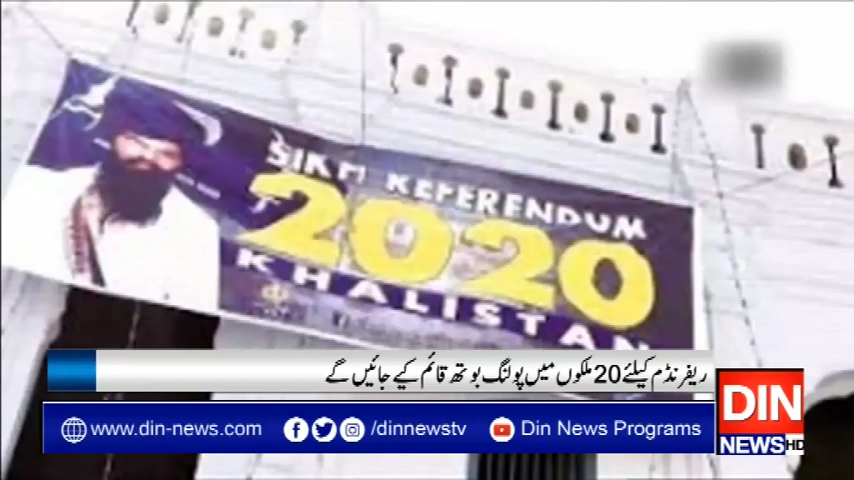 SIKH REFERENDUM
2020
KHALISTAN
ریفرنڈم کیلئے 20 ملکوں میں پولنگ بوتھ قائم کیے جائیں گے
www.din-news.com /dinnewstv Din News Programs
DIN
NEWS HD